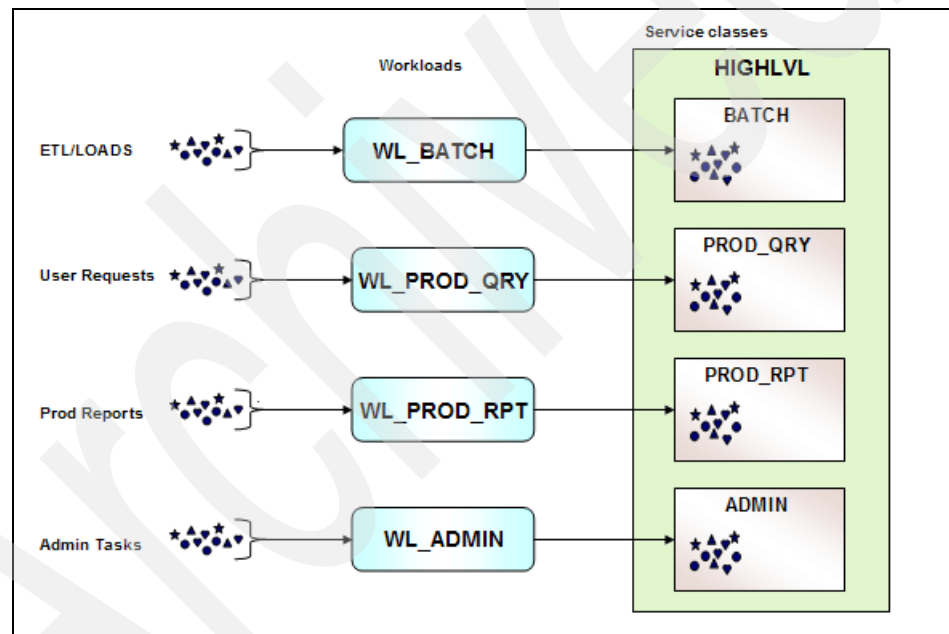 Service classes
Workloads
HIGHLVL
BATCH
ETL/LOADS
WL_BATCH
PROD_QRY
User Requests
WL_PROD_QRY
PROD_RPT
Prod Reports
WL_PROD_RPT
ADMIN
Admin Tasks
WL_ADMIN